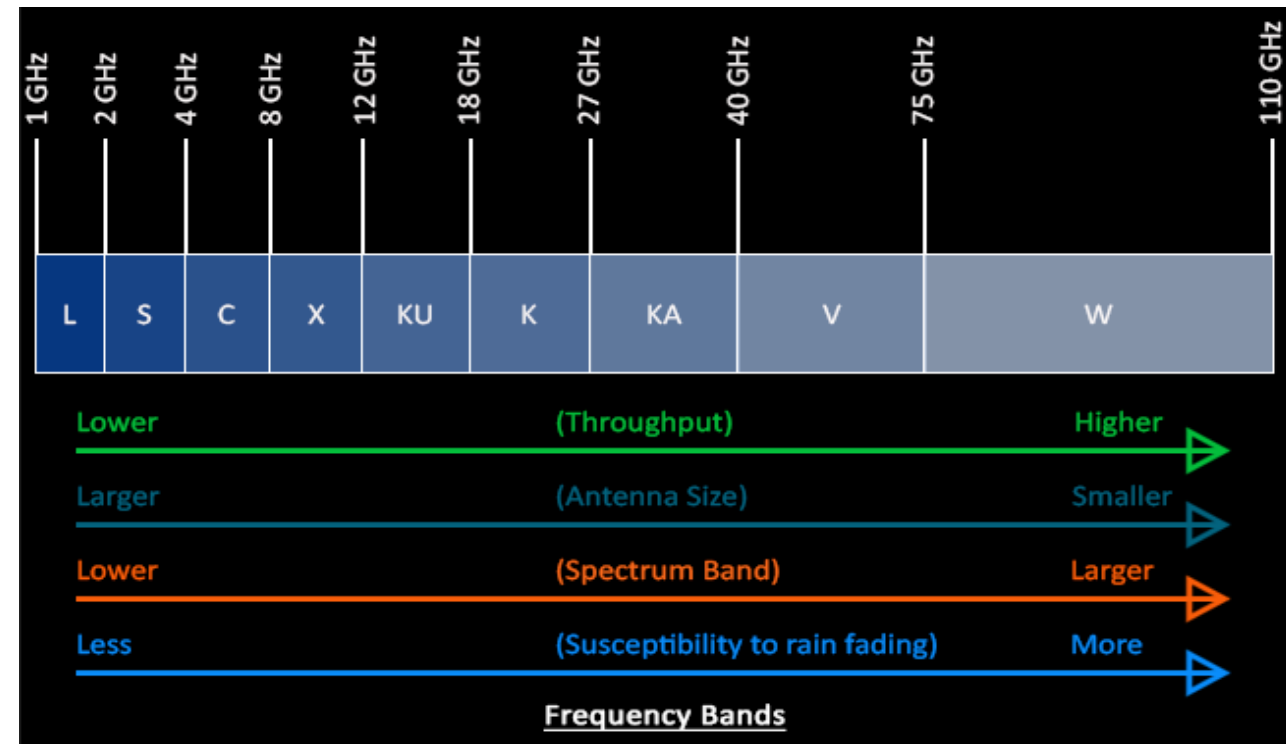 1 GHz
2 GHz
4 GHz
8 GHz
12 GHz
18 GHz
27 GHz
40 GHz
75 GHz
110 GHz
L S C X KU K KA V W
Lower (Throughput) Higher
Larger (Antenna Size) Smaller
Lower (Spectrum Band) Larger
Less (Susceptibility to rain fading) More
Frequency Bands